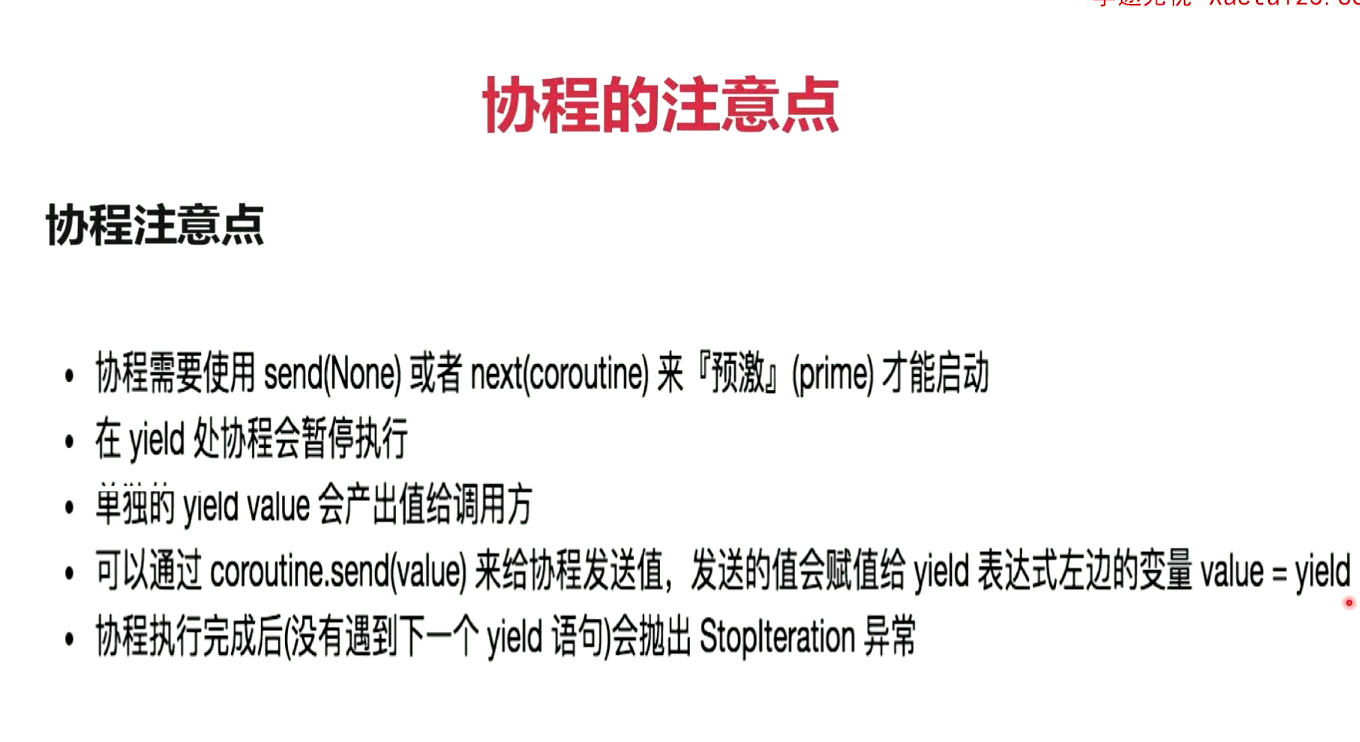 协程的注意点
协程注意点
• 协程需要使用 send(None) 或者 next(coroutine) 来『预激』(prime) 才能启动
• 在 yield 处协程会暂停执行
• 单独的 yield value 会产出值给调用方
• 可以通过 coroutine.send(value) 来给协程发送值，发送的值会赋值给 yield 表达式左边的变量 value = yield
• 协程执行完成后(没有遇到下一个 yield 语句)会抛出 StopIteration 异常